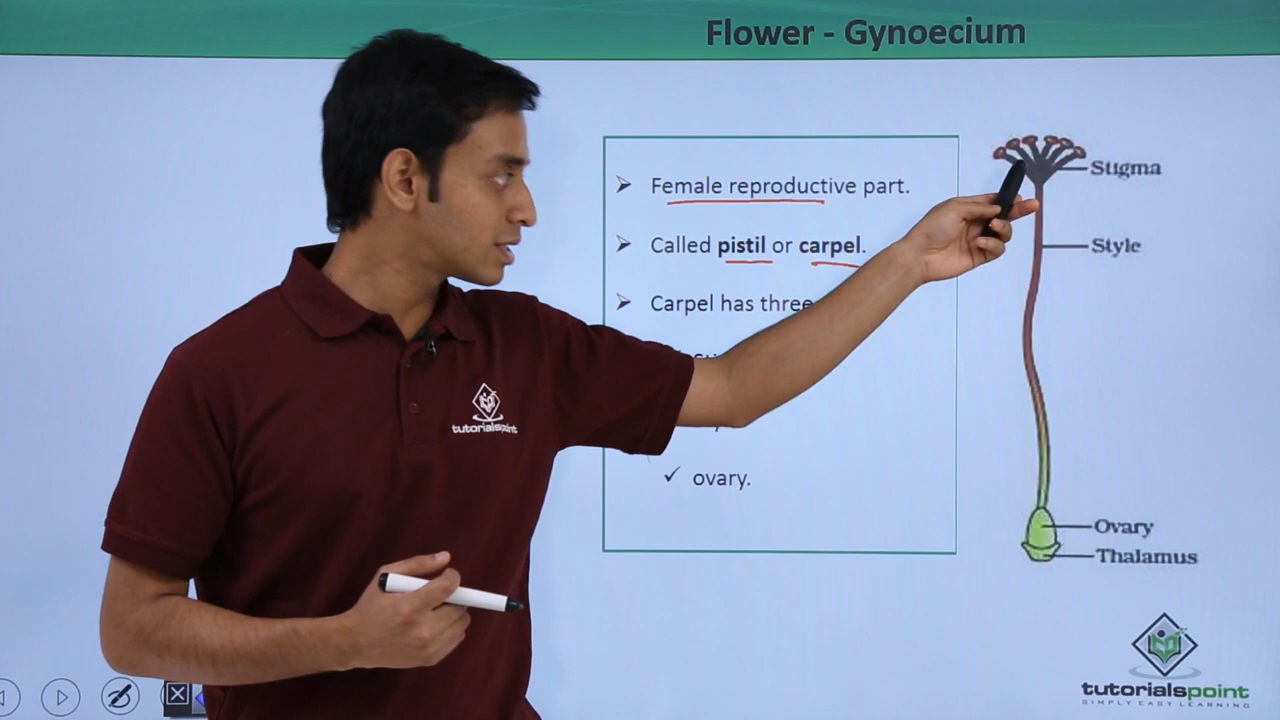 Flower - Gynoecium
Female reproductive part.
Called pistil or carpel.
Carpel has three
ovary.
Stigma
Style
Ovary
Thalamus
tutorialspoint
tutorialspoint
SIMPLY EASY LEARNING